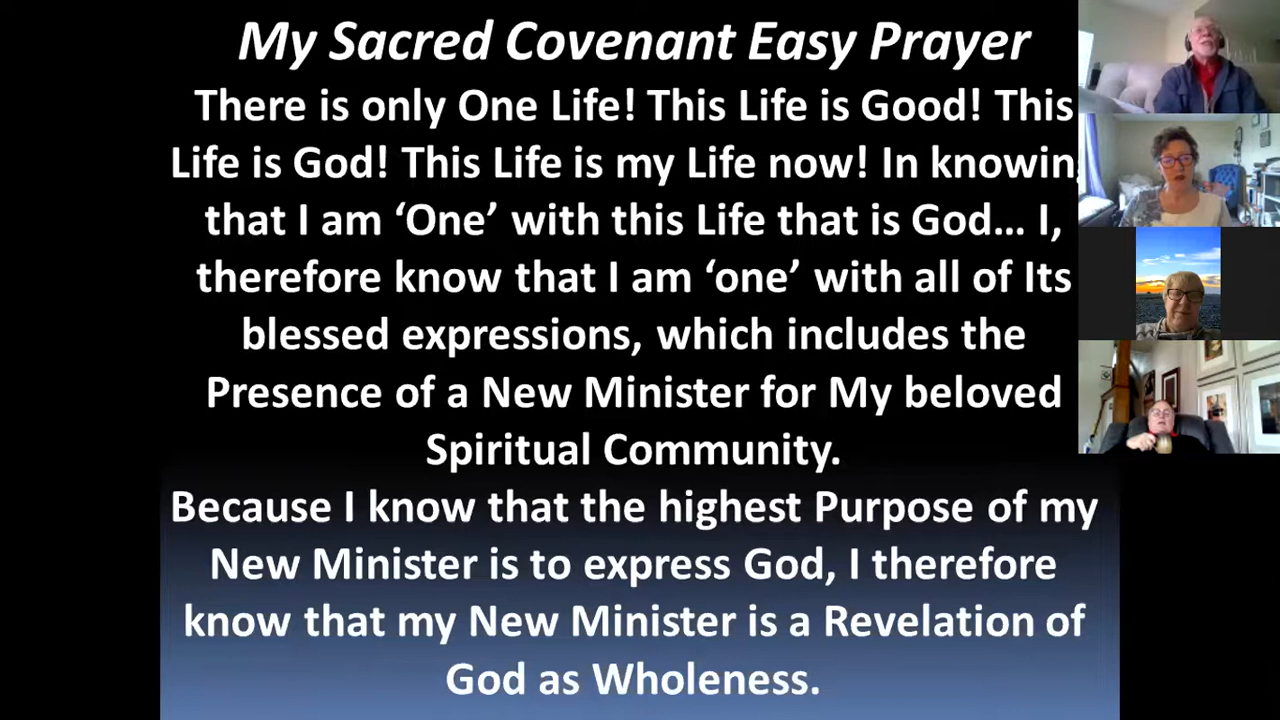 My Sacred Covenant Easy Prayer
There is only One Life! This Life is Good! This
Life is God! This Life is my Life now! In knowing
that I am ‘One’ with this Life that is God... I,
therefore know that I am ‘one’ with all of Its
blessed expressions, which includes the
Presence of a New Minister for My beloved
Spiritual Community.
Because I know that the highest Purpose of my
New Minister is to express God, I therefore
know that my New Minister is a Revelation of
God as Wholeness.